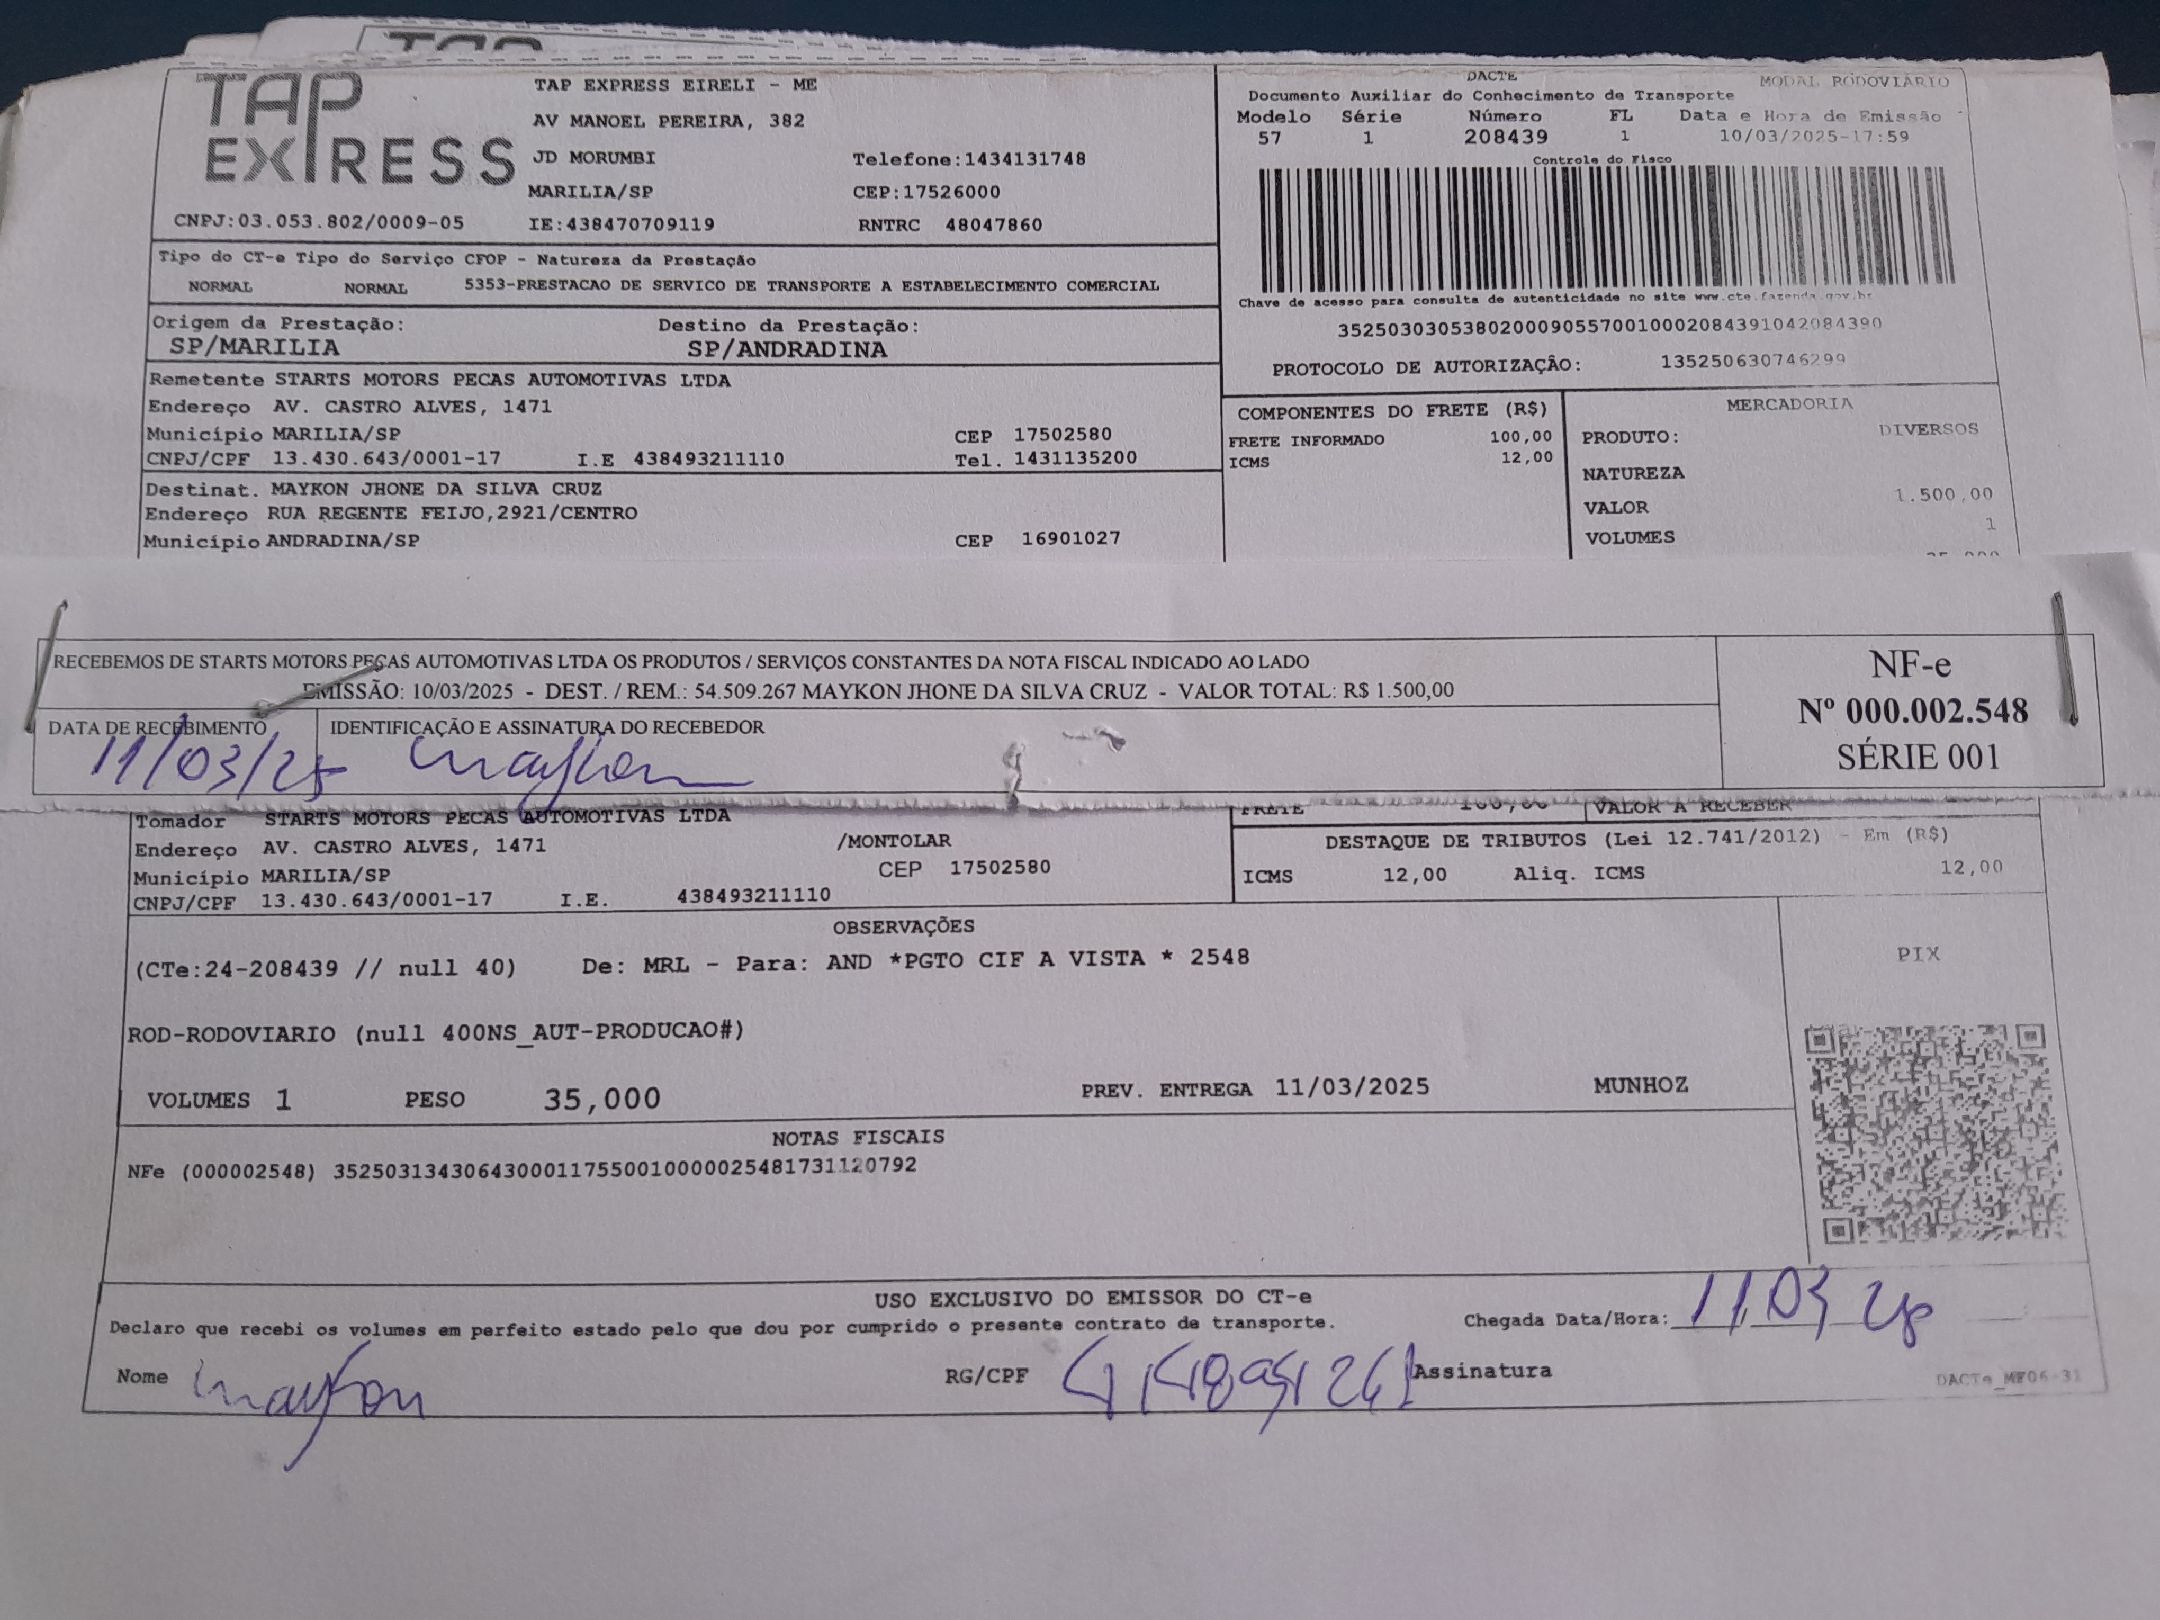 TAP EXPRESS
TAP EXPRESS EIRELI - ME
AV MANOEL PEREIRA, 382
JD MORUMBI Telefone:1434131748
MARILIA/SP CEP:17526000
CNPJ:03.053.802/0009-05 IE:438470709119 RNTRC 48047860
DACTE MODAL RODOVIÁRIO
Documento Auxiliar do Conhecimento de Transporte
Modelo Série Número FL Data e Hora de Emissão
57 1 208439 1 10/03/2025-17:59
Controle do Fisco
Chave de acesso para consulta de autenticidade no site www.cte.fazenda.gov.br
35250303053802000905570010002084391042084390
PROTOCOLO DE AUTORIZAÇÃO: 135250630746299
Tipo do CT-e Tipo do Serviço CFOP - Natureza da Prestação
NORMAL NORMAL 5353-PRESTACAO DE SERVICO DE TRANSPORTE A ESTABELECIMENTO COMERCIAL
Origem da Prestação: Destino da Prestação:
SP/MARILIA SP/ANDRADINA
Remetente STARTS MOTORS PECAS AUTOMOTIVAS LTDA
Endereço AV. CASTRO ALVES, 1471
Município MARILIA/SP CEP 17502580
CNPJ/CPF 13.430.643/0001-17 I.E 438493211110 Tel. 1431135200
Destinat. MAYKON JHONE DA SILVA CRUZ
Endereço RUA REGENTE FEIJO,2921/CENTRO
Município ANDRADINA/SP CEP 16901027
COMPONENTES DO FRETE (R$)
FRETE INFORMADO 100,00
ICMS 12,00
MERCADORIA
PRODUTO: DIVERSOS
NATUREZA
VALOR 1.500,00
VOLUMES 1
RECEBEMOS DE STARTS MOTORS PEÇAS AUTOMOTIVAS LTDA OS PRODUTOS / SERVIÇOS CONSTANTES DA NOTA FISCAL INDICADO AO LADO
EMISSÃO: 10/03/2025 - DEST. / REM.: 54.509.267 MAYKON JHONE DA SILVA CRUZ - VALOR TOTAL: R$ 1.500,00
DATA DE RECEBIMENTO IDENTIFICAÇÃO E ASSINATURA DO RECEBEDOR
11/03/25 maykon
NF-e
Nº 000.002.548
SÉRIE 001
FRETE 100,00 VALOR A RECEBER
Tomador STARTS MOTORS PECAS AUTOMOTIVAS LTDA
Endereço AV. CASTRO ALVES, 1471 /MONTOLAR
Município MARILIA/SP CEP 17502580
CNPJ/CPF 13.430.643/0001-17 I.E. 438493211110
DESTAQUE DE TRIBUTOS (Lei 12.741/2012) - Em (R$)
ICMS 12,00 Aliq. ICMS 12,00
OBSERVAÇÕES
(CTe:24-208439 // null 40) De: MRL - Para: AND *PGTO CIF A VISTA * 2548
ROD-RODOVIARIO (null 400NS_AUT-PRODUCAO#)
VOLUMES 1 PESO 35,000 PREV. ENTREGA 11/03/2025 MUNHOZ
PIX
NOTAS FISCAIS
NFe (000002548) 35250313430643000117550010000025481731120792
USO EXCLUSIVO DO EMISSOR DO CT-e
Declaro que recebi os volumes em perfeito estado pelo que dou por cumprido o presente contrato de transporte. Chegada Data/Hora: 11.03 25
Nome maykon RG/CPF Assinatura DACTe_MF06-31